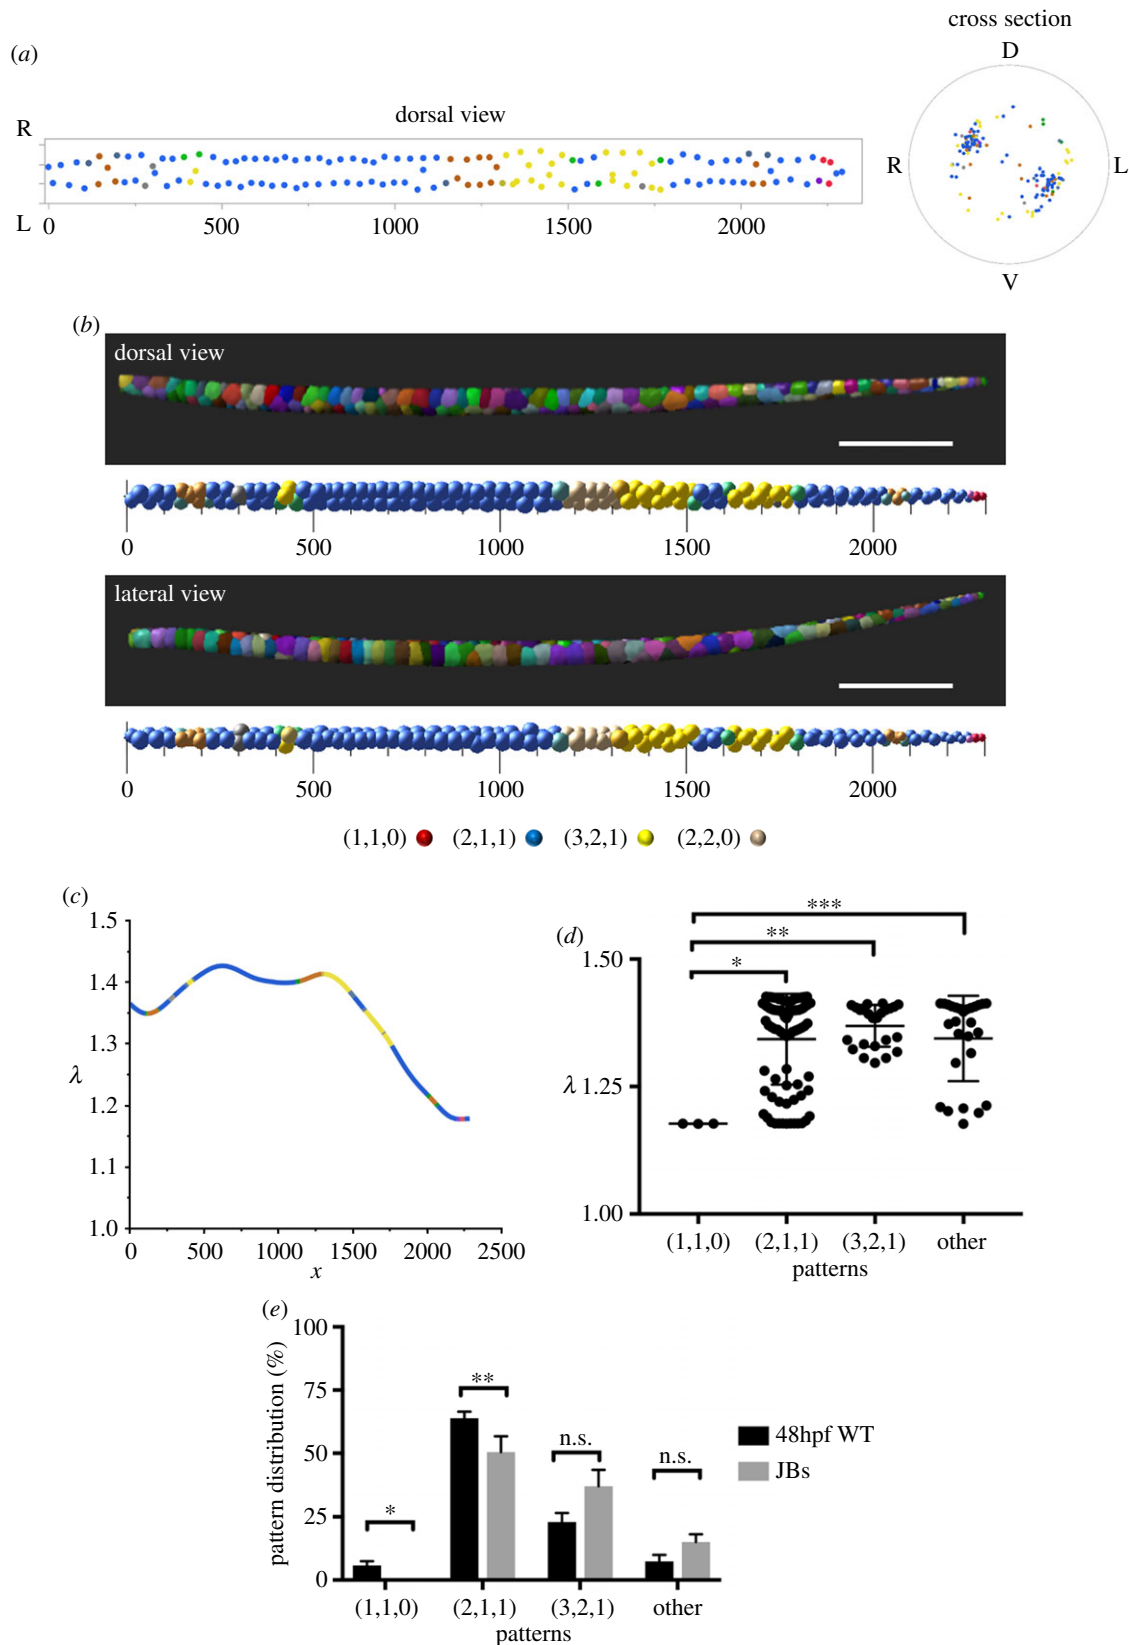 cross section
(a)
D
dorsal view
R
L
0 500 1000 1500 2000
R
L
V
(b)
dorsal view
0 500 1000 1500 2000
lateral view
0 500 1000 1500 2000
(1,1,0) (2,1,1) (3,2,1) (2,2,0)
(c)
1.5
1.4
1.3
λ
1.2
1.1
1.0
0 500 1000 1500 2000 2500
x
(d)
***
**
*
1.50
λ 1.25
1.00
(1,1,0) (2,1,1) (3,2,1) other
patterns
(e)
pattern distribution (%)
100
75
50
25
0
*
**
n.s.
n.s.
48hpf WT
JBs
(1,1,0) (2,1,1) (3,2,1) other
patterns